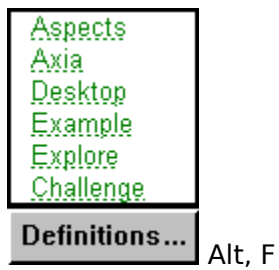 Aspects
Axia
Desktop
Example
Explore
Challenge
Definitions...
Alt, F